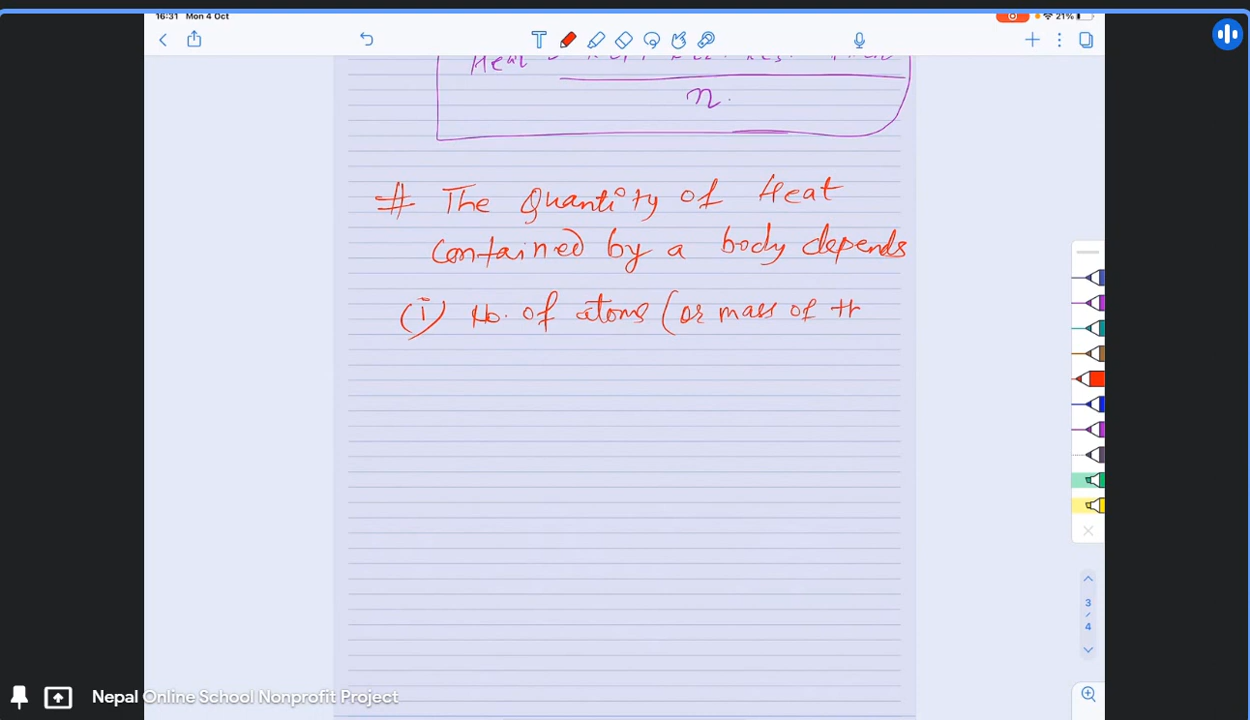 16:31 Mon 4 Oct
21%
Heat
n.
# The Quantity of Heat
contained by a body depends
(i) No. of atoms (or mass of th
3
/
4
Nepal Online School Nonprofit Project